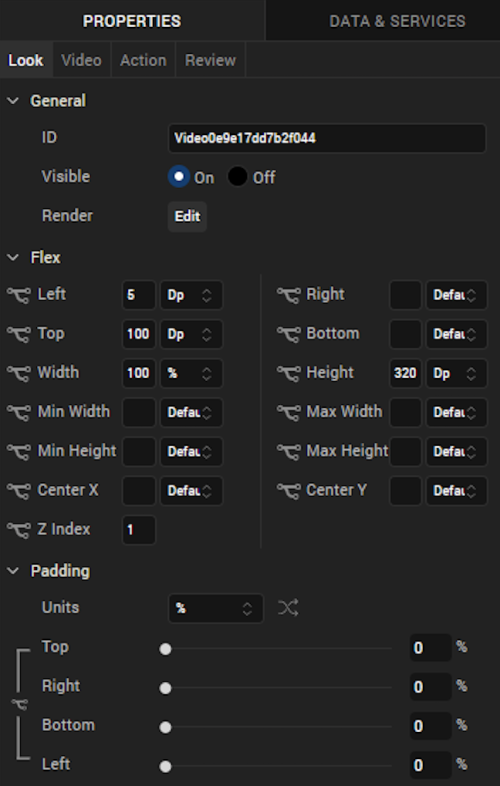 PROPERTIES DATA & SERVICES
Look Video Action Review
General
ID Video0e9e17dd7b2f044
Visible On Off
Render Edit
Flex
Left 5 Dp Right Defau
Top 100 Dp Bottom Defau
Width 100 % Height 320 Dp
Min Width Defau Max Width Defau
Min Height Defau Max Height Defau
Center X Defau Center Y Defau
Z Index 1
Padding
Units %
Top 0 %
Right 0 %
Bottom 0 %
Left 0 %